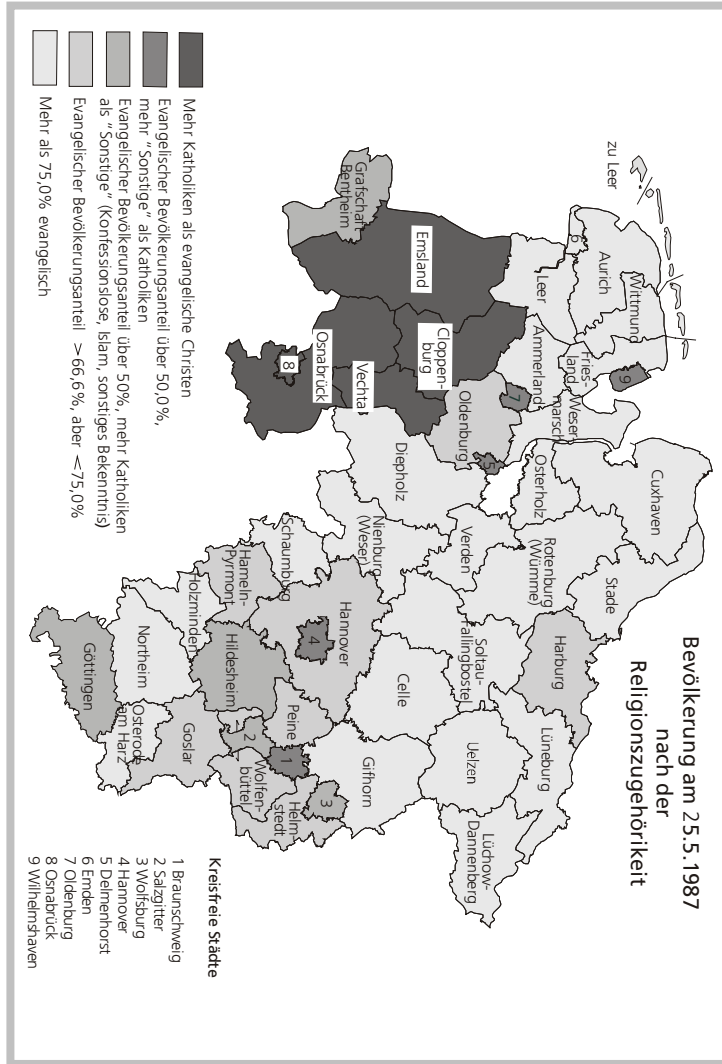 Bevölkerung am 25.5.1987
nach der
Religionszugehörikeit
zu Leer
Wittmund
Aurich
6
Fries-
land
9
Leer
Ammerland
Weser
marsch
7
Cuxhaven
Stade
Osterholz
Rotenburg
(Wümme)
Harburg
Lüneburg
Lüchow-
Dannenberg
Uelzen
Soltau-
Fallingbostel
Verden
5
Oldenburg
Cloppen-
burg
Emsland
Grafschaft
Bentheim
Vechta
Osnabrück
8
Diepholz
Nienburg
(Weser)
Celle
Gifhorn
Hannover
4
Schaumburg
Hameln-
Pyrmont
Hildesheim
Peine
1
2
3
Wolfen-
büttel
Helm-
stedt
Holzminden
Northeim
Goslar
Osterode
am Harz
Göttingen
Mehr Katholiken als evangelische Christen
Evangelischer Bevölkerungsanteil über 50,0%,
mehr "Sonstige" als Katholiken
Evangelischer Bevölkerungsanteil über 50%, mehr Katholiken
als "Sonstige" (Konfessionslose, Islam, sonstiges Bekenntnis)
Evangelischer Bevölkerungsanteil > 66,6%, aber <75,0%
Mehr als 75,0% evangelisch
Kreisfreie Städte
1 Braunschweig
2 Salzgitter
3 Wolfsburg
4 Hannover
5 Delmenhorst
6 Emden
7 Oldenburg
8 Osnabrück
9 Wilhelmshaven